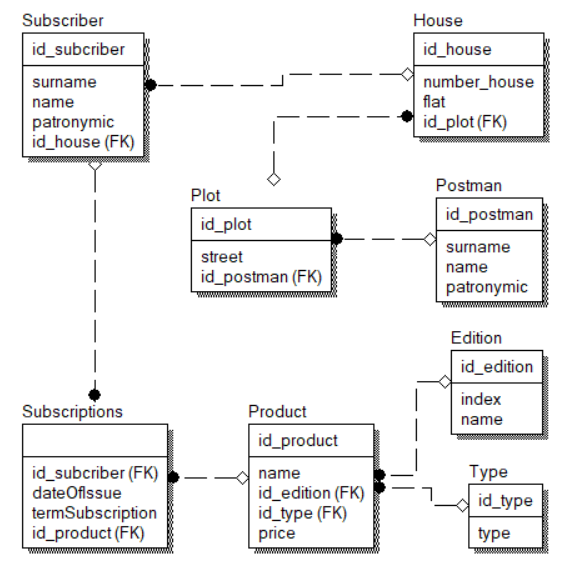 Subscriber
id_subcriber
surname
name
patronymic
id_house (FK)
House
id_house
number_house
flat
id_plot (FK)
Plot
id_plot
street
id_postman (FK)
Postman
id_postman
surname
name
patronymic
Edition
id_edition
index
name
Subscriptions
id_subcriber (FK)
dateOfIssue
termSubscription
id_product (FK)
Product
id_product
name
id_edition (FK)
id_type (FK)
price
Type
id_type
type